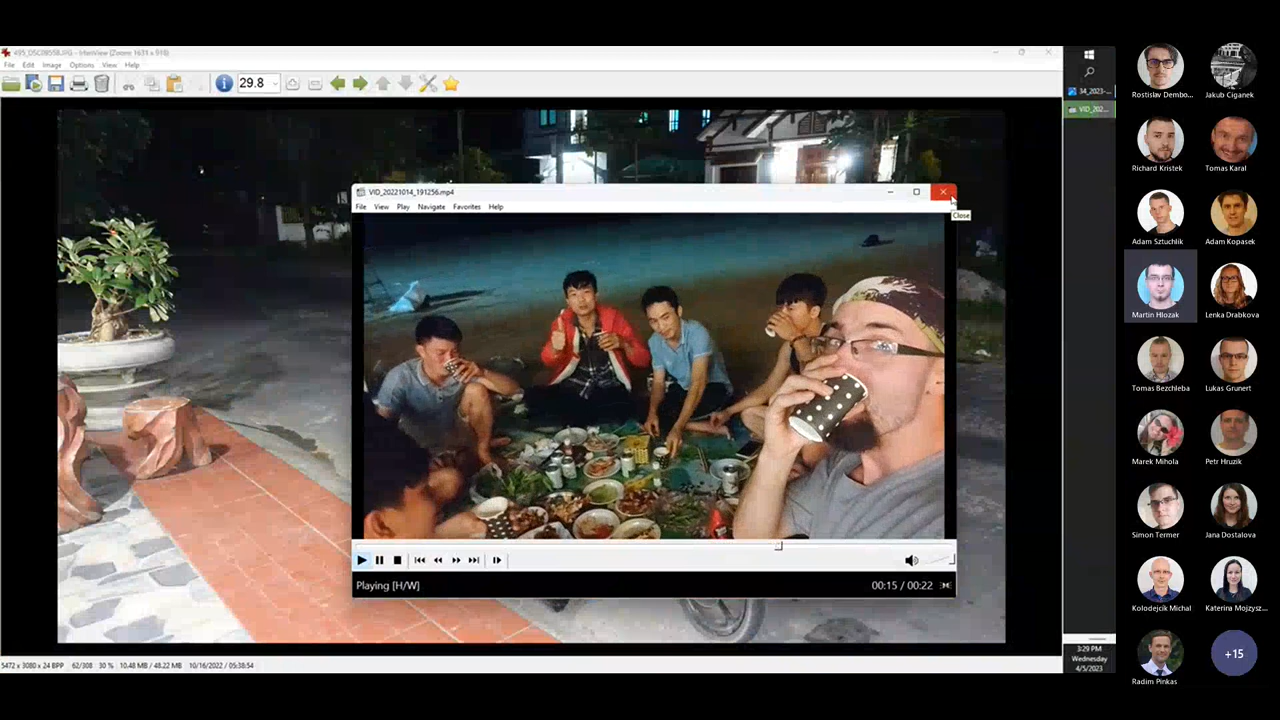 495_DSC08558.JPG - IrfanView (Zoom: 1631 x 918)
File Edit Image Options View Help
29.8
34_2023-...
VID_202...
VID_20221014_191256.mp4
File View Play Navigate Favorites Help
Close
Playing [H/W]
00:15 / 00:22
5472 x 3080 x 24 BPP 62/308 30 % 10.48 MB / 48.22 MB 10/16/2022 / 05:38:54
3:29 PM
Wednesday
4/5/2023
Rostislav Dembo... Jakub Ciganek
Richard Kristek Tomas Karal
Adam Sztuchlik Adam Kopasek
Martin Hlozak Lenka Drabkova
Tomas Bezchleba Lukas Grunert
Marek Mihola Petr Hruzik
Simon Termer Jana Dostalova
Kolodejcik Michal Katerina Mojzysz...
Radim Pinkas +15